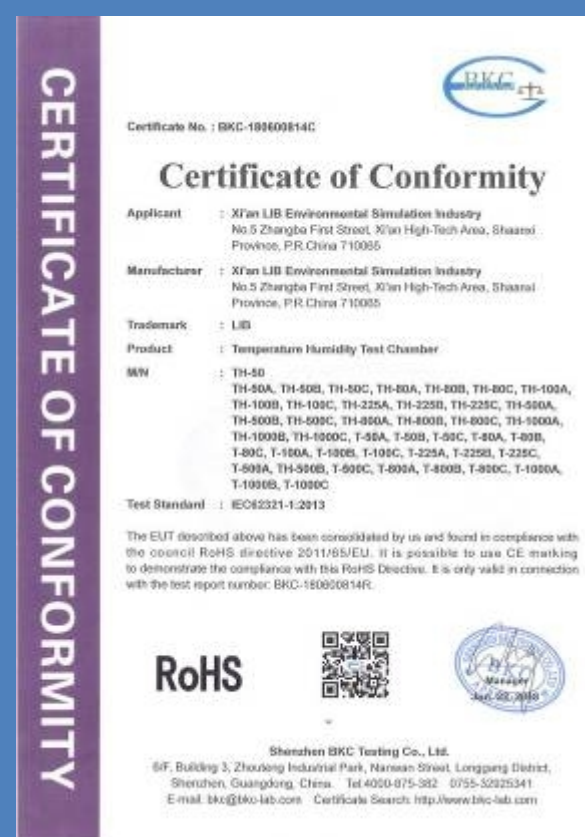 CERTIFICATE OF CONFORMITY
BKC
Certificate No. : BKC-180600814C
Certificate of Conformity
Applicant : Xi'an LIB Environmental Simulation Industry
No.5 Zhangba First Street, Xi'an High-Tech Area, Shaanxi
Province, P.R.China 710065
Manufacturer : Xi'an LIB Environmental Simulation Industry
No.5 Zhangba First Street, Xi'an High-Tech Area, Shaanxi
Province, P.R.China 710065
Trademark : LIB
Product : Temperature Humidity Test Chamber
M/N : TH-50
TH-50A, TH-50B, TH-50C, TH-80A, TH-80B, TH-80C, TH-100A,
TH-100B, TH-100C, TH-225A, TH-225B, TH-225C, TH-500A,
TH-500B, TH-500C, TH-800A, TH-800B, TH-800C, TH-1000A,
TH-1000B, TH-1000C, T-50A, T-50B, T-50C, T-80A, T-80B,
T-80C, T-100A, T-100B, T-100C, T-225A, T-225B, T-225C,
T-500A, TH-500B, T-500C, T-800A, T-800B, T-800C, T-1000A,
T-1000B, T-1000C
Test Standard : IEC62321-1:2013
The EUT described above has been consolidated by us and found in compliance with
the council RoHS directive 2011/65/EU. It is possible to use CE marking
to demonstrate the compliance with this RoHS Directive. It is only valid in connection
with the test report number: BKC-180600814R.
RoHS
Manager
Shenzhen BKC Testing Co., Ltd.
6/F, Building 3, Zhouteng Industrial Park, Nanwan Street, Longgang District,
Shenzhen, Guangdong, China. Tel:4000-875-382 0755-32925341
E-mail: bkc@bkc-lab.com Certificate Search: http://www.bkc-lab.com